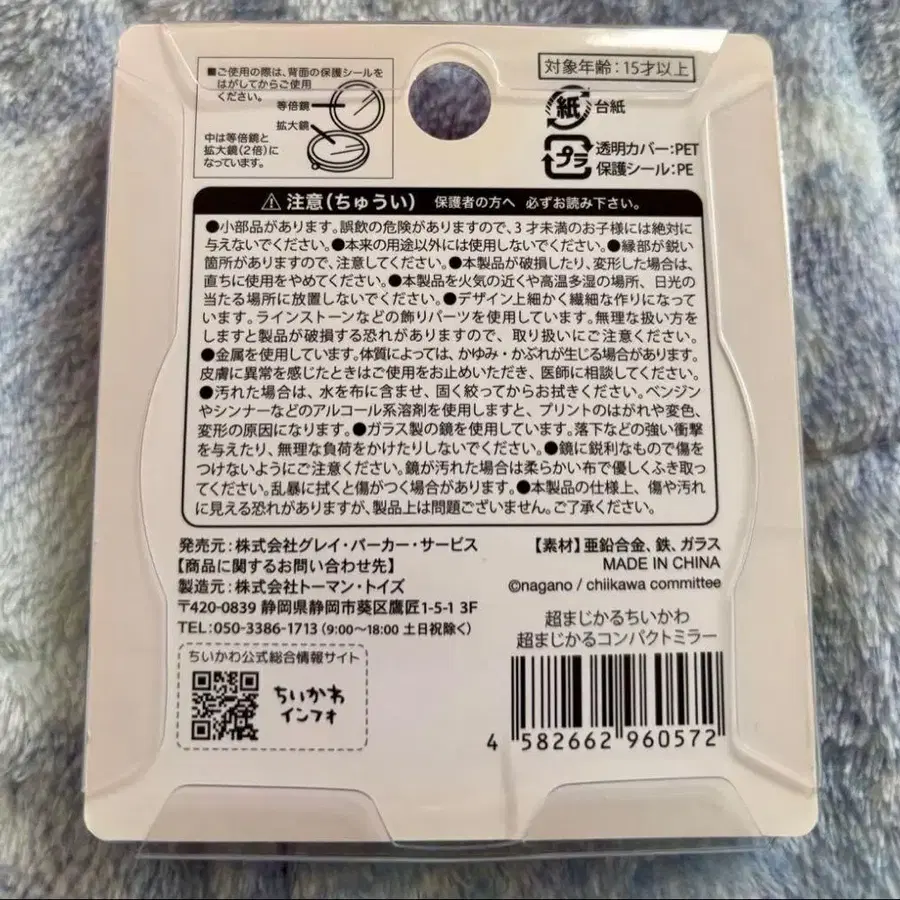 ■ご使用の際は、背面の保護シールを
はがしてからご使用
ください。
等倍鏡
拡大鏡
中は等倍鏡と
拡大鏡(2倍)に
なっています。
対象年齢:15才以上
紙 台紙
プラ 透明カバー:PET
保護シール:PE
⚠ 注意(ちゅうい) 保護者の方へ 必ずお読み下さい。
●小部品があります。誤飲の危険がありますので、3才未満のお子様には絶対に
与えないでください。●本来の用途以外には使用しないでください。●縁部が鋭い
箇所がありますので、注意してください。●本製品が破損したり、変形した場合は、
直ちに使用をやめてください。●本製品を火気の近くや高温多湿の場所、日光の
当たる場所に放置しないでください。●デザイン上細かく繊細な作りになって
います。ラインストーンなどの飾りパーツを使用しています。無理な扱い方を
しますと製品が破損する恐れがありますので、取り扱いにご注意ください。
●金属を使用しています。体質によっては、かゆみ・かぶれが生じる場合があります。
皮膚に異常を感じたときはご使用をお止めいただき、医師に相談してください。
●汚れた場合は、水を布に含ませ、固く絞ってからお拭きください。ベンジン
やシンナーなどのアルコール系溶剤を使用しますと、プリントのはがれや変色、
変形の原因になります。●ガラス製の鏡を使用しています。落下などの強い衝撃
を与えたり、無理な負荷をかけたりしないでください。●鏡に鋭利なもので傷を
つけないようにご注意ください。鏡が汚れた場合は柔らかい布で優しくふき取っ
てください。乱暴に拭くと傷がつく場合があります。●本製品の仕様上、傷や汚れ
に見える恐れがありますが、製品上は問題ございません。ご了承ください。
発売元:株式会社グレイ・パーカー・サービス
【商品に関するお問い合わせ先】
製造元:株式会社トーマン・トイズ
〒420-0839 静岡県静岡市葵区鷹匠1-5-1 3F
TEL:050-3386-1713(9:00〜18:00 土日祝除く)
【素材】亜鉛合金、鉄、ガラス
MADE IN CHINA
©nagano / chiikawa committee
超まじかるちいかわ
超まじかるコンパクトミラー
ちいかわ公式総合情報サイト
ちいかわ
インフォ
4 582662 960572